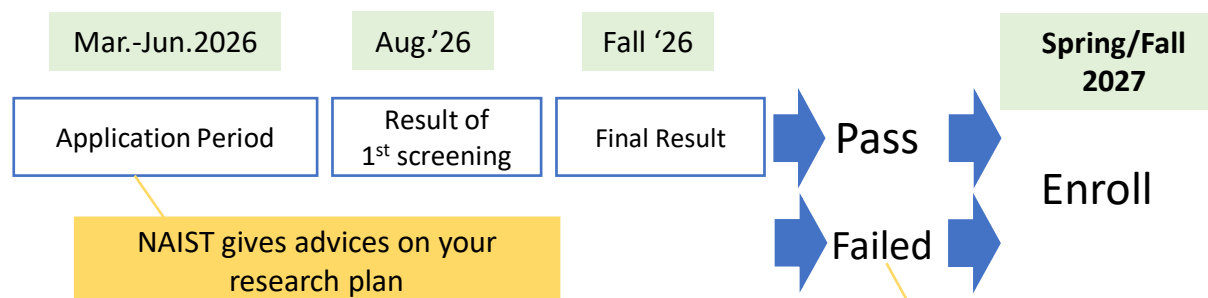 Mar.-Jun.2026
Aug.'26
Fall ‘26
Spring/Fall
2027
Application Period
Result of
1st screening
Final Result
Pass
Enroll
Failed
NAIST gives advices on your
research plan